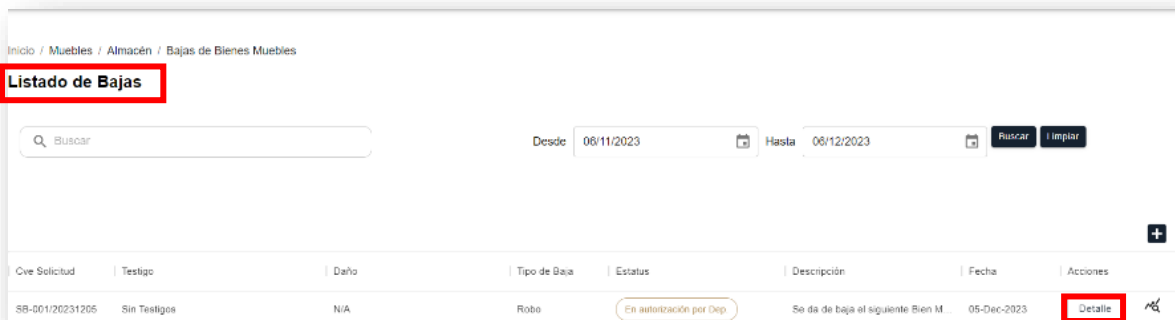 Inicio / Muebles / Almacén / Bajas de Bienes Muebles
Listado de Bajas
Buscar Desde 06/11/2023 Hasta 06/12/2023 Buscar Limpiar
Cve Solicitud Testigo Daño Tipo de Baja Estatus Descripción Fecha Acciones
SB-001/20231205 Sin Testigos N/A Robo En autorización por Dep Se da de baja el siguiente Bien M... 05-Dec-2023 Detalle